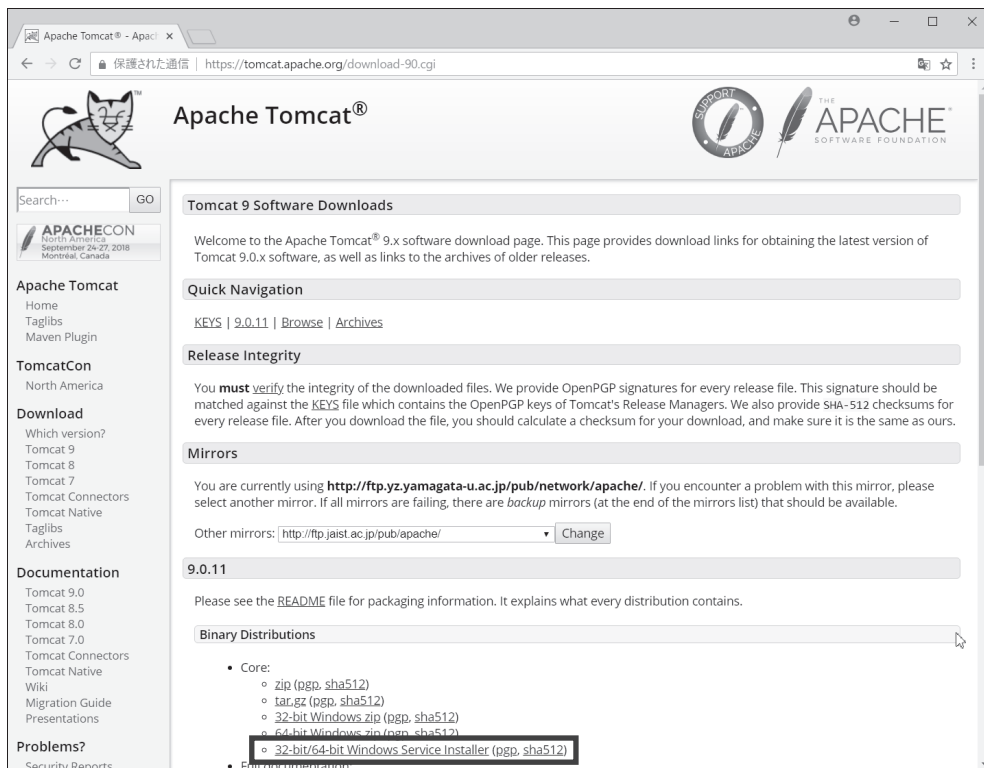 Apache Tomcat® - Apach
保護された通信 | https://tomcat.apache.org/download-90.cgi
TM
Apache Tomcat®
SUPPORT
APACHE
THE
APACHE®
SOFTWARE FOUNDATION
Search… GO
APACHECON
North America
September 24-27, 2018
Montréal, Canada
Apache Tomcat
Home
Taglibs
Maven Plugin
TomcatCon
North America
Download
Which version?
Tomcat 9
Tomcat 8
Tomcat 7
Tomcat Connectors
Tomcat Native
Taglibs
Archives
Documentation
Tomcat 9.0
Tomcat 8.5
Tomcat 8.0
Tomcat 7.0
Tomcat Connectors
Tomcat Native
Wiki
Migration Guide
Presentations
Problems?
Security Reports
Tomcat 9 Software Downloads
Welcome to the Apache Tomcat® 9.x software download page. This page provides download links for obtaining the latest version of
Tomcat 9.0.x software, as well as links to the archives of older releases.
Quick Navigation
KEYS | 9.0.11 | Browse | Archives
Release Integrity
You must verify the integrity of the downloaded files. We provide OpenPGP signatures for every release file. This signature should be
matched against the KEYS file which contains the OpenPGP keys of Tomcat's Release Managers. We also provide SHA-512 checksums for
every release file. After you download the file, you should calculate a checksum for your download, and make sure it is the same as ours.
Mirrors
You are currently using http://ftp.yz.yamagata-u.ac.jp/pub/network/apache/. If you encounter a problem with this mirror, please
select another mirror. If all mirrors are failing, there are backup mirrors (at the end of the mirrors list) that should be available.
Other mirrors: http://ftp.jaist.ac.jp/pub/apache/ Change
9.0.11
Please see the README file for packaging information. It explains what every distribution contains.
Binary Distributions
• Core:
zip (pgp, sha512)
tar.gz (pgp, sha512)
32-bit Windows zip (pgp, sha512)
64-bit Windows zip (pgp, sha512)
32-bit/64-bit Windows Service Installer (pgp, sha512)
• Full documentation: